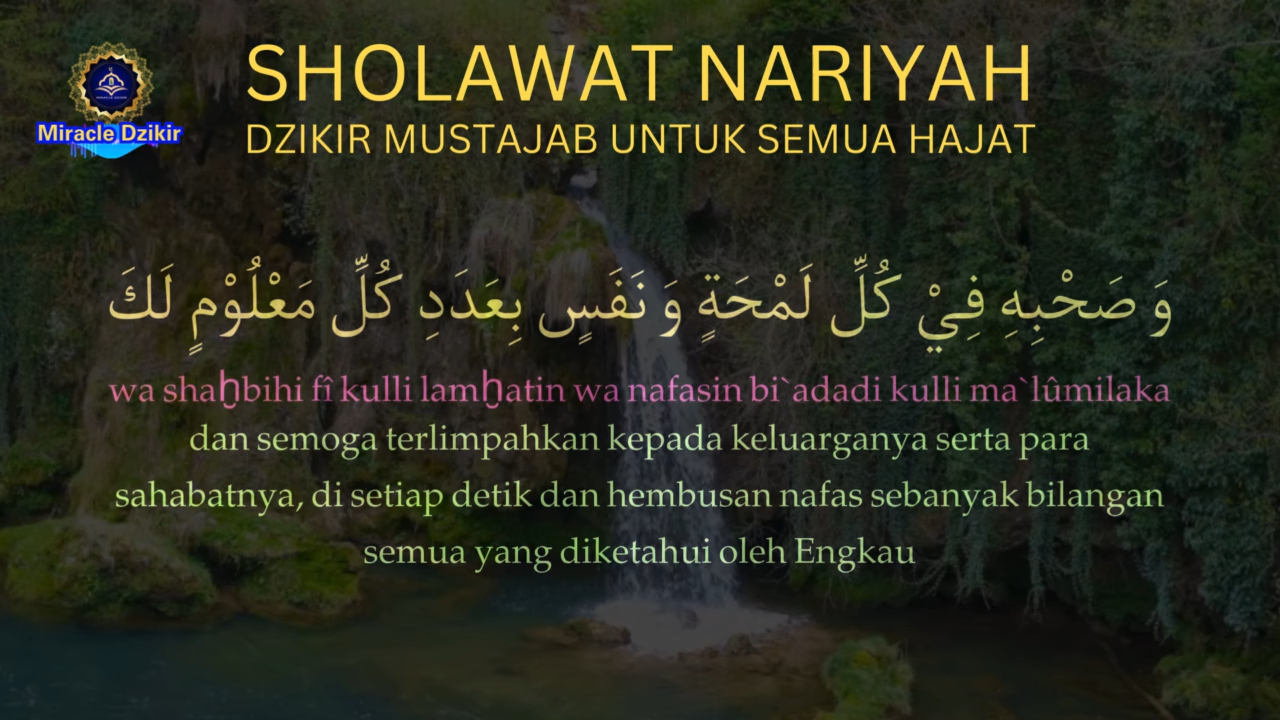 Miracle Dzikir
SHOLAWAT NARIYAH
DZIKIR MUSTAJAB UNTUK SEMUA HAJAT
وَ صَحْبِهِ فِيْ كُلِّ لَمْحَةٍ وَ نَفَسٍ بِعَدَدِ كُلِّ مَعْلُوْمٍ لَكَ
wa shaḫbihi fî kulli lamḫatin wa nafasin bi`adadi kulli ma`lûmilaka
dan semoga terlimpahkan kepada keluarganya serta para
sahabatnya, di setiap detik dan hembusan nafas sebanyak bilangan
semua yang diketahui oleh Engkau